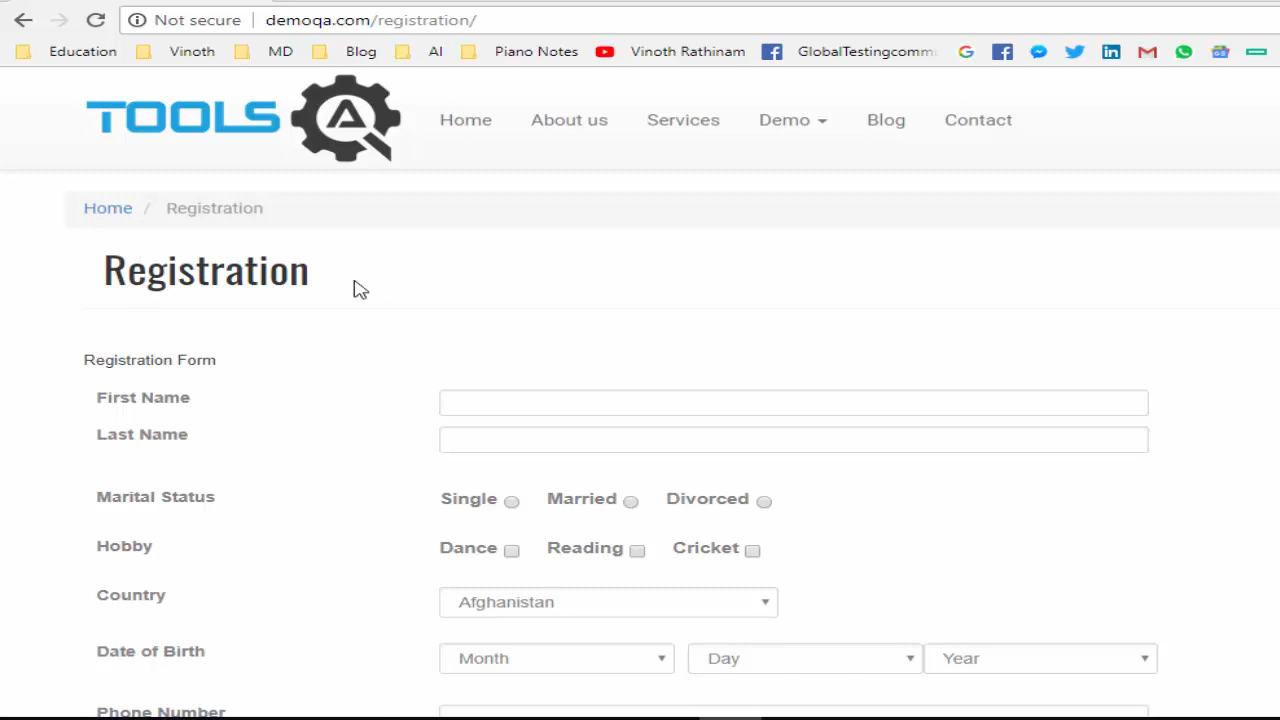 Not secure | demoqa.com/registration/
Education Vinoth MD Blog AI Piano Notes Vinoth Rathinam GlobalTestingcomm
TOOLS QA Home About us Services Demo Blog Contact
Home / Registration
Registration
Registration Form
First Name
Last Name
Marital Status Single Married Divorced
Hobby Dance Reading Cricket
Country Afghanistan
Date of Birth Month Day Year
Phone Number